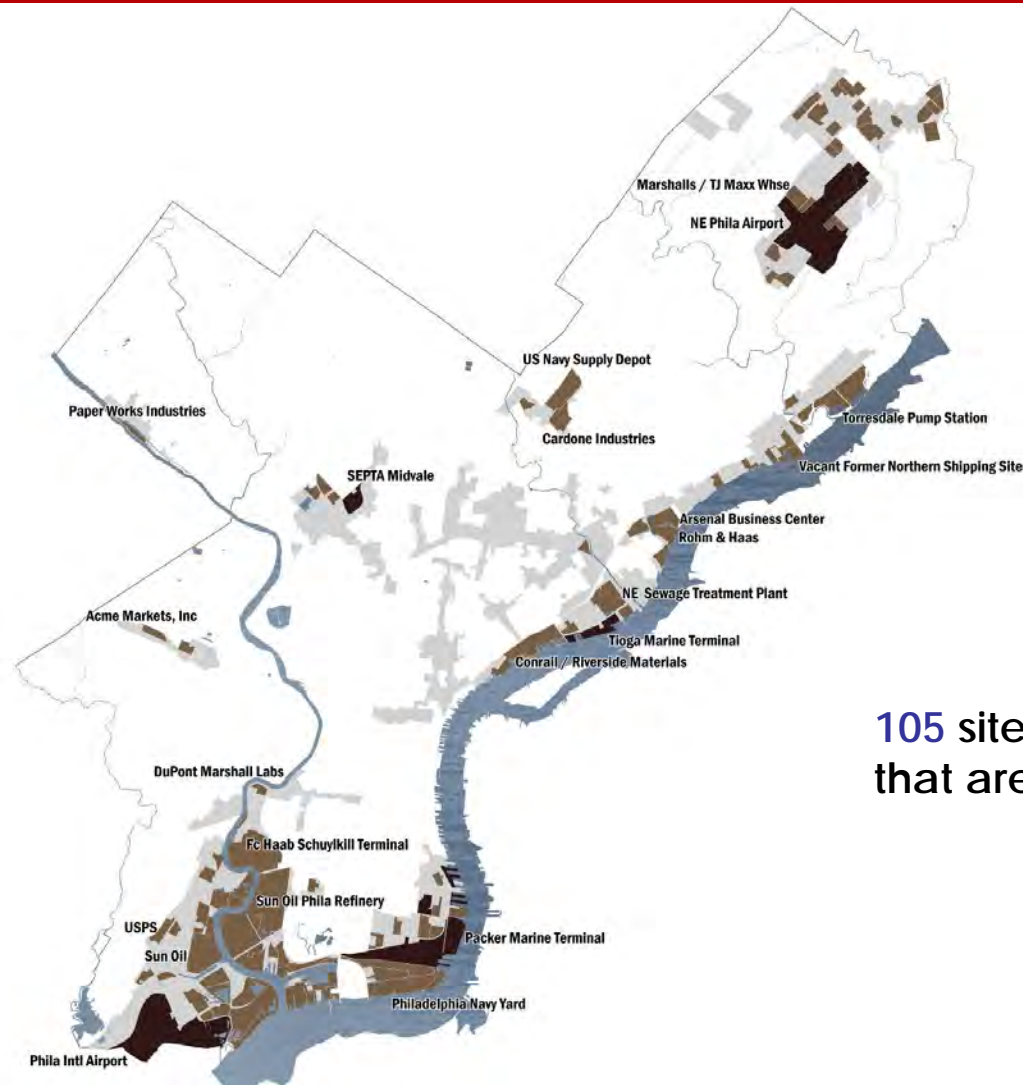 Marshalls / TJ Maxx Whse
NE Phila Airport
US Navy Supply Depot
Paper Works Industries
Cardone Industries
Torresdale Pump Station
Vacant Former Northern Shipping Site
SEPTA Midvale
Arsenal Business Center
Rohm & Haas
NE Sewage Treatment Plant
Acme Markets, Inc
Tioga Marine Terminal
Conrail / Riverside Materials
105 site
that are
DuPont Marshall Labs
Fc Haab Schuylkill Terminal
Sun Oil Phila Refinery
USPS
Packer Marine Terminal
Sun Oil
Philadelphia Navy Yard
Phila Intl Airport